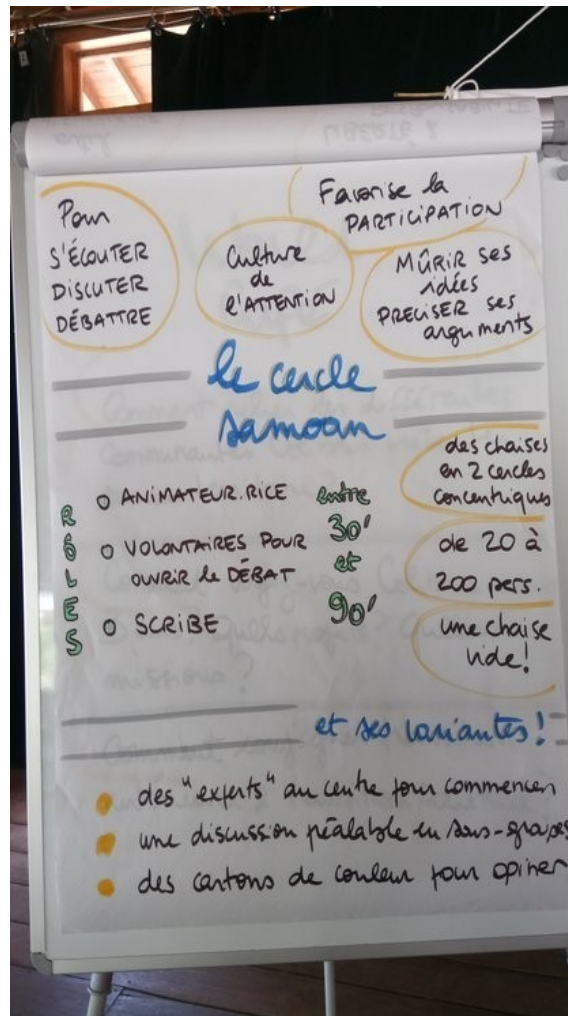 Pour
S'ÉCOUTER
DISCUTER
DÉBATTRE
Culture
de
l'ATTENTION
Favorise la
PARTICIPATION
MÛRIR ses
idées
PRECISER ses
arguments
le cercle
samoan
RÔLES
o ANIMATEUR.RICE
o VOLONTAIRES POUR
OUVRIR le DÉBAT
o SCRIBE
entre
30'
et
90'
des chaises
en 2 cercles
concentriques
de 20 à
200 pers.
une chaise
vide!
et ses variantes!
des "experts" au centre pour commencer
une discussion préalable en sous-groupes
des cartons de couleur pour opiner